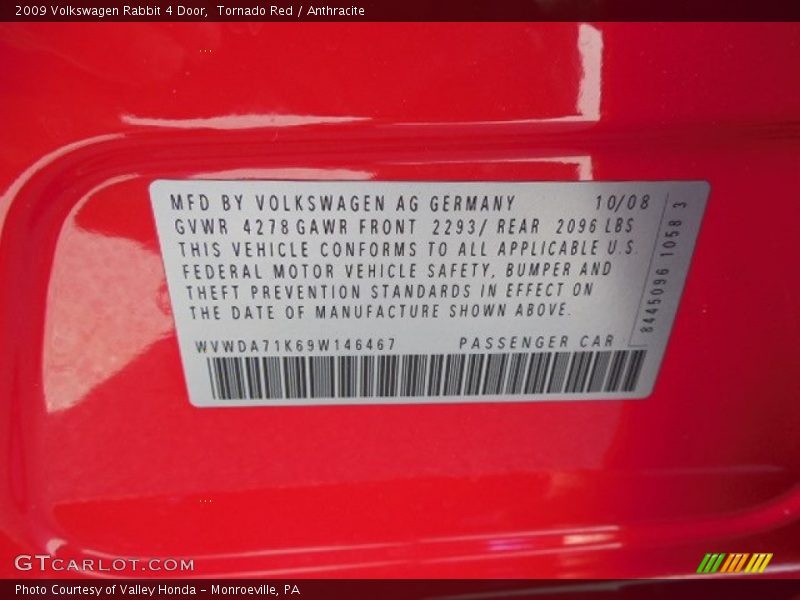 2009 Volkswagen Rabbit 4 Door,  Tornado Red / Anthracite
MFD BY VOLKSWAGEN AG GERMANY 10/08
GVWR 4278 GAWR FRONT 2293/ REAR 2096 LBS
THIS VEHICLE CONFORMS TO ALL APPLICABLE U.S.
FEDERAL MOTOR VEHICLE SAFETY, BUMPER AND
THEFT PREVENTION STANDARDS IN EFFECT ON
THE DATE OF MANUFACTURE SHOWN ABOVE.
WVWDA71K69W146467 PASSENGER CAR
8445096 1058 3
GTCARLOT.COM
Photo Courtesy of Valley Honda - Monroeville, PA